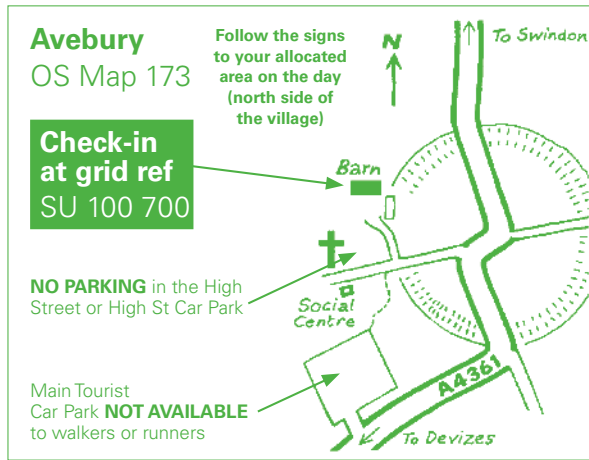 Avebury
OS Map 173
Follow the signs
to your allocated
area on the day
(north side of
the village)
N
To Swindon
Check-in
at grid ref
SU 100 700
Barn
NO PARKING in the High
Street or High St Car Park
Social
Centre
Main Tourist
Car Park NOT AVAILABLE
to walkers or runners
A4361
To Devizes